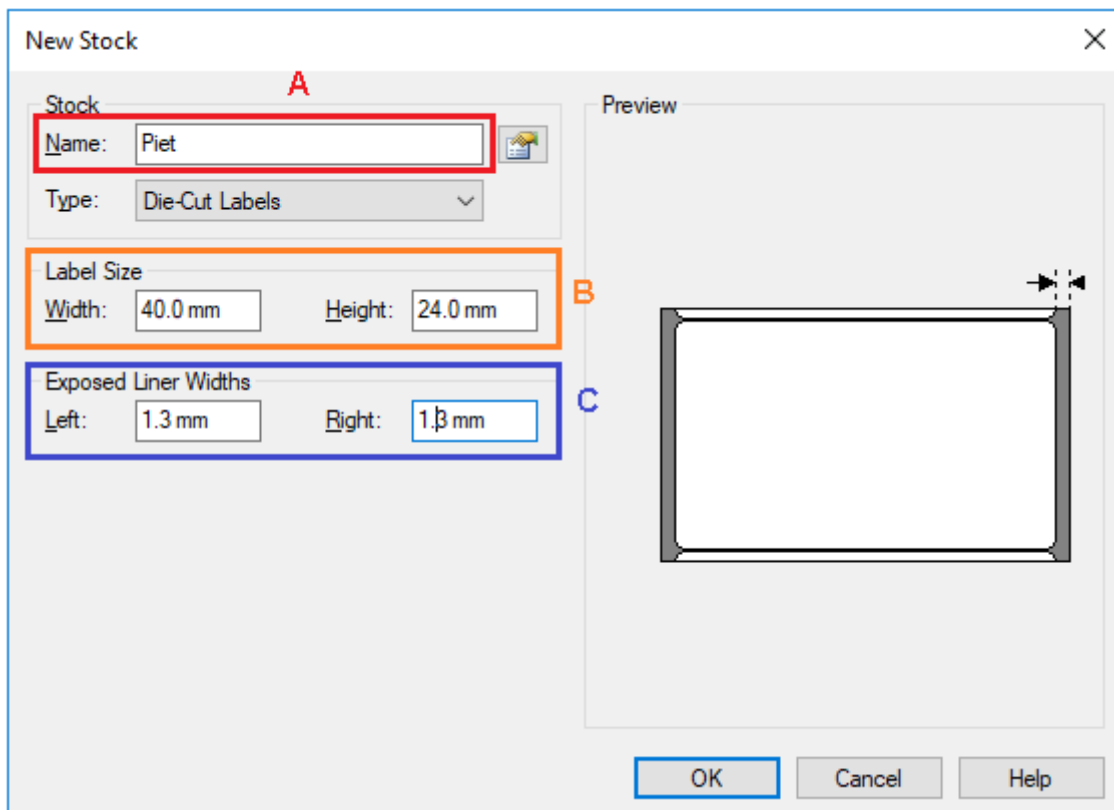 New Stock
A
Stock
Name: Piet
Type: Die-Cut Labels
Label Size
Width: 40.0 mm Height: 24.0 mm
B
Exposed Liner Widths
Left: 1.3 mm Right: 1.3 mm
C
Preview
OK Cancel Help